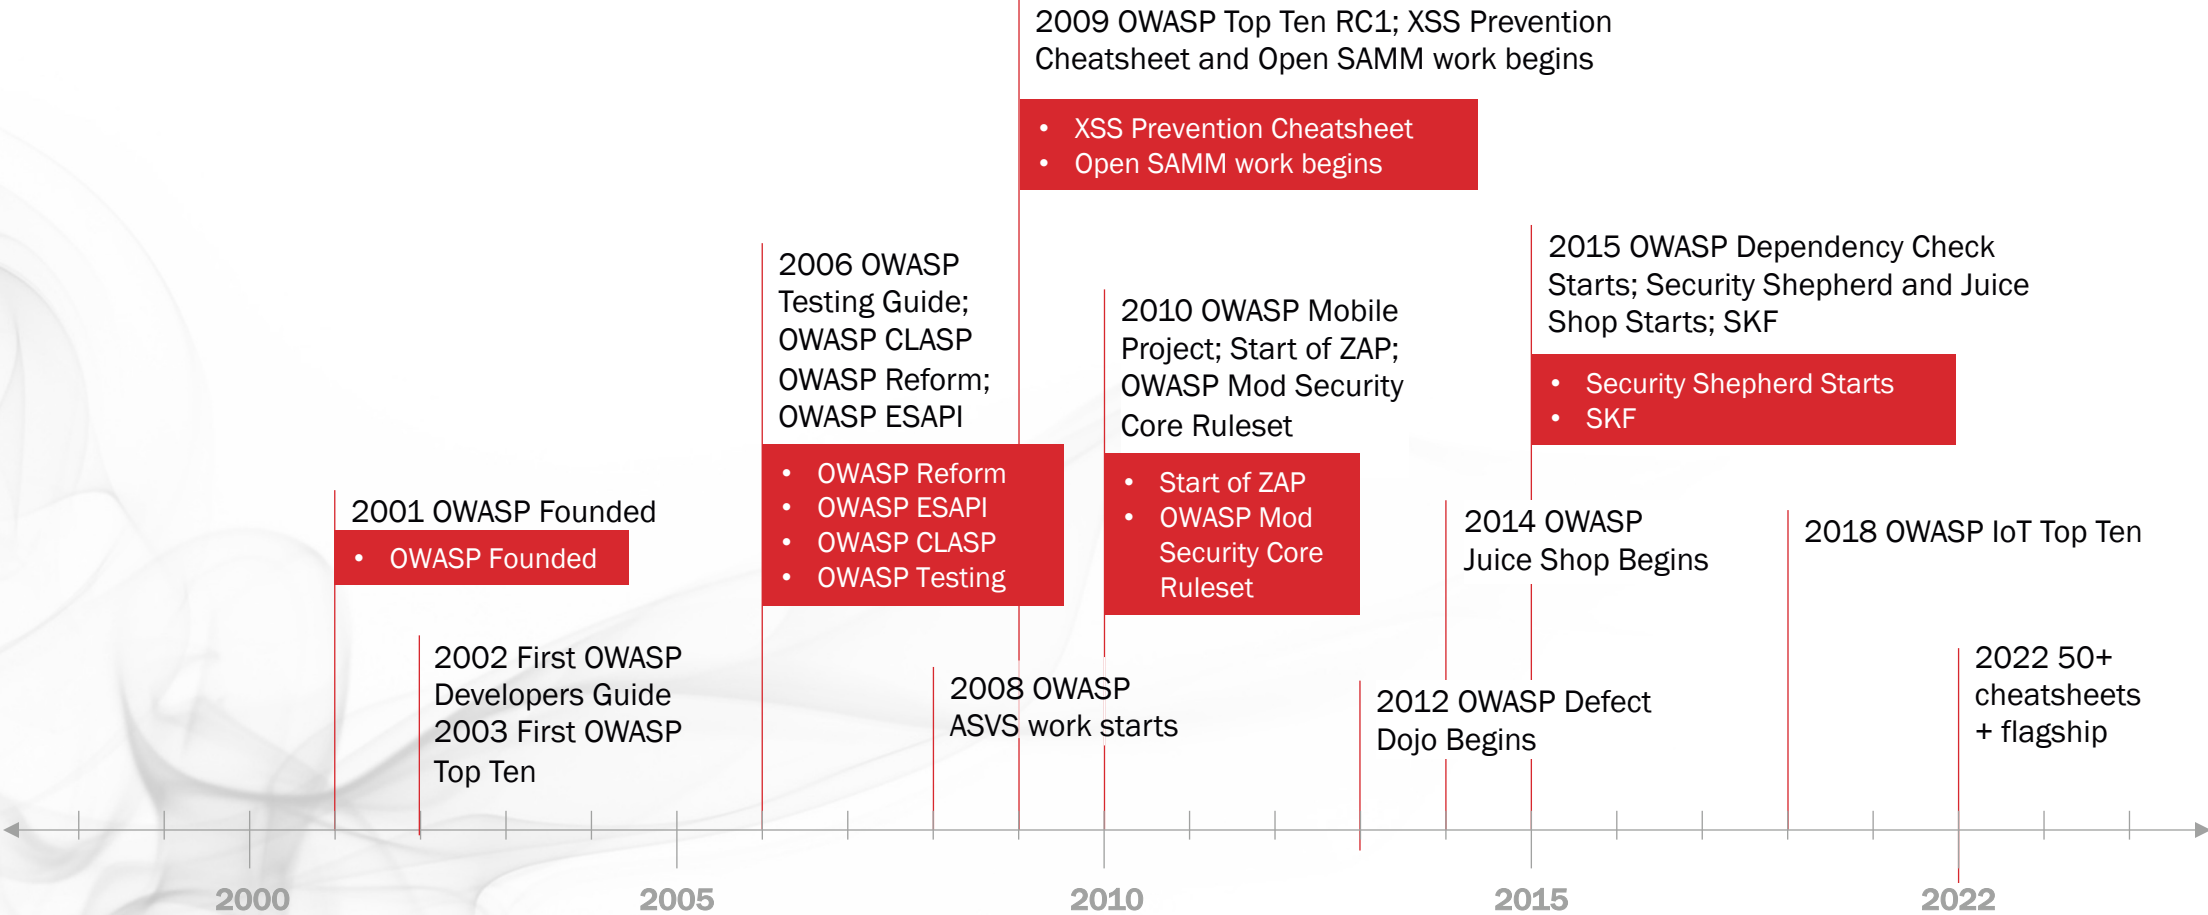 2009 OWASP Top Ten RC1; XSS Prevention
Cheatsheet and Open SAMM work begins
• XSS Prevention Cheatsheet
• Open SAMM work begins
2006 OWASP
Testing Guide;
OWASP CLASP
OWASP Reform;
OWASP ESAPI
• OWASP Reform
• OWASP ESAPI
• OWASP CLASP
• OWASP Testing
2010 OWASP Mobile
Project; Start of ZAP;
OWASP Mod Security
Core Ruleset
• Start of ZAP
• OWASP Mod
Security Core
Ruleset
2015 OWASP Dependency Check
Starts; Security Shepherd and Juice
Shop Starts; SKF
• Security Shepherd Starts
• SKF
2001 OWASP Founded
• OWASP Founded
2014 OWASP
Juice Shop Begins
2018 OWASP IoT Top Ten
2002 First OWASP
Developers Guide
2003 First OWASP
Top Ten
2008 OWASP
ASVS work starts
2012 OWASP Defect
Dojo Begins
2022 50+
cheatsheets
+ flagship
2000
2005
2010
2015
2022